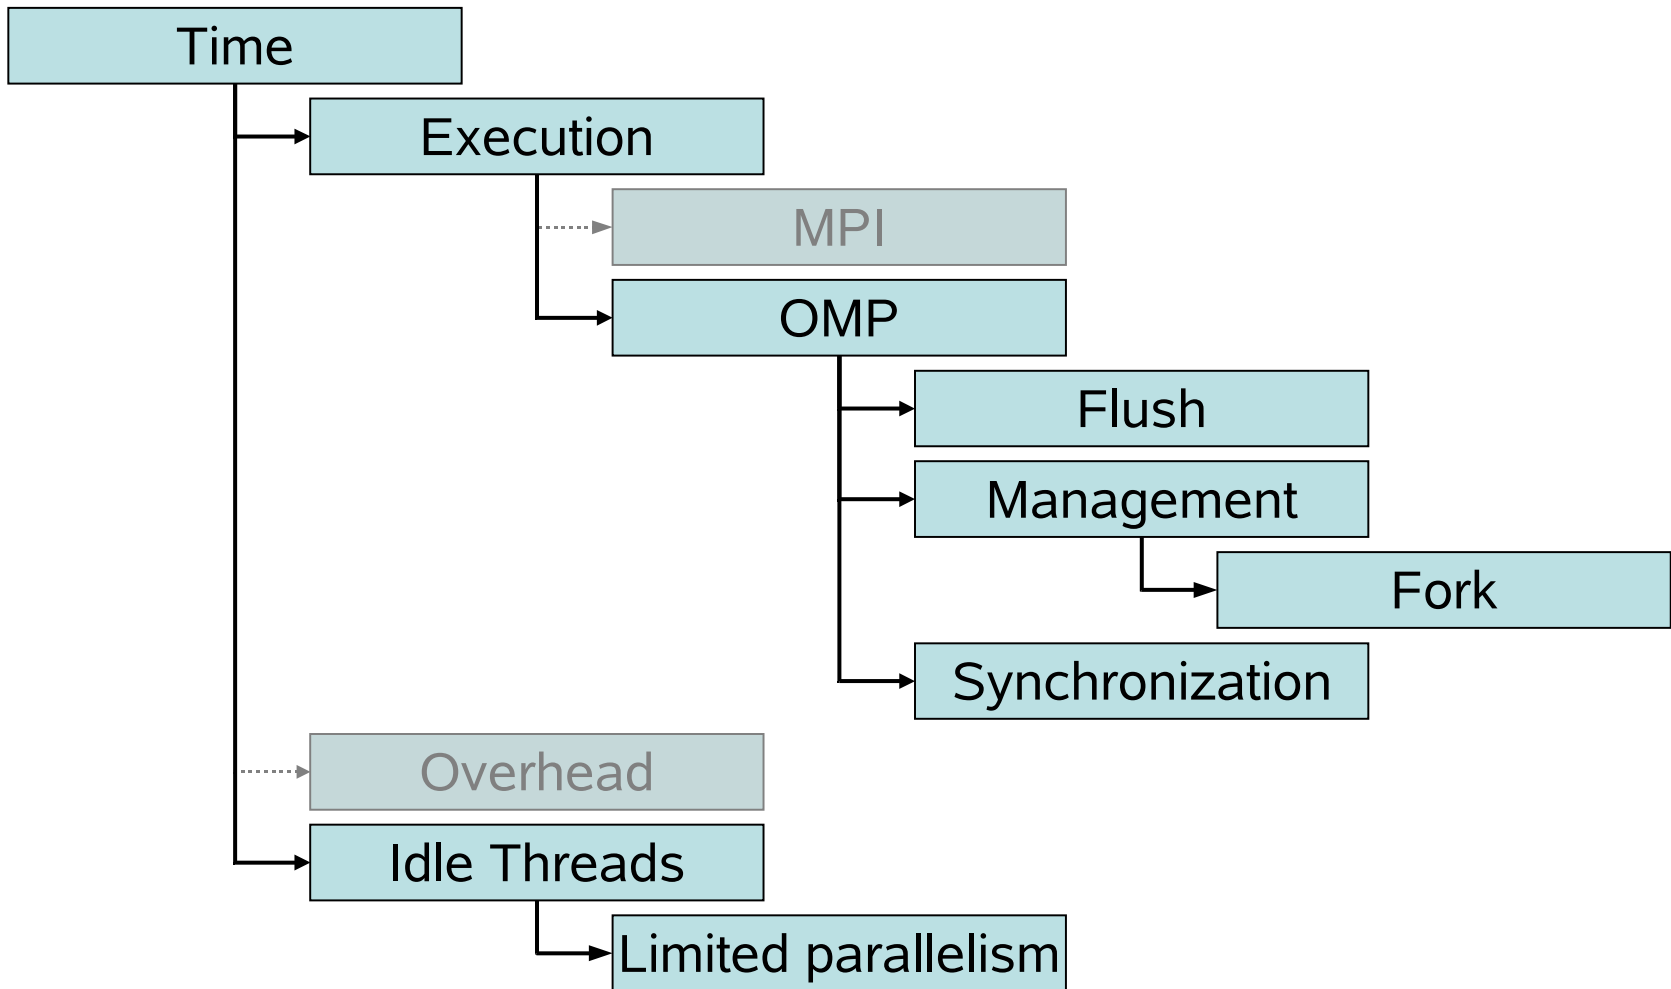 Time
Execution
MPI
OMP
Flush
Management
Fork
Synchronization
Overhead
Idle Threads
Limited parallelism